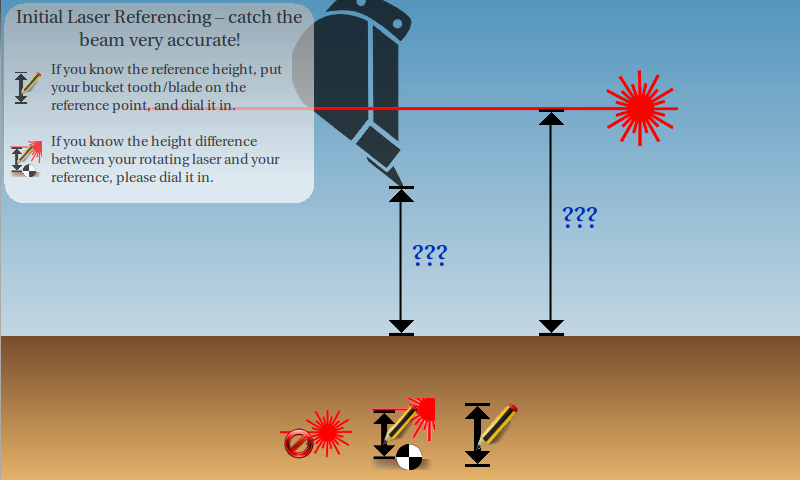 Initial Laser Referencing – catch the
beam very accurate!
If you know the reference height, put
your bucket tooth/blade on the
reference point, and dial it in.
If you know the height difference
between your rotating laser and your
reference, please dial it in.
???
???